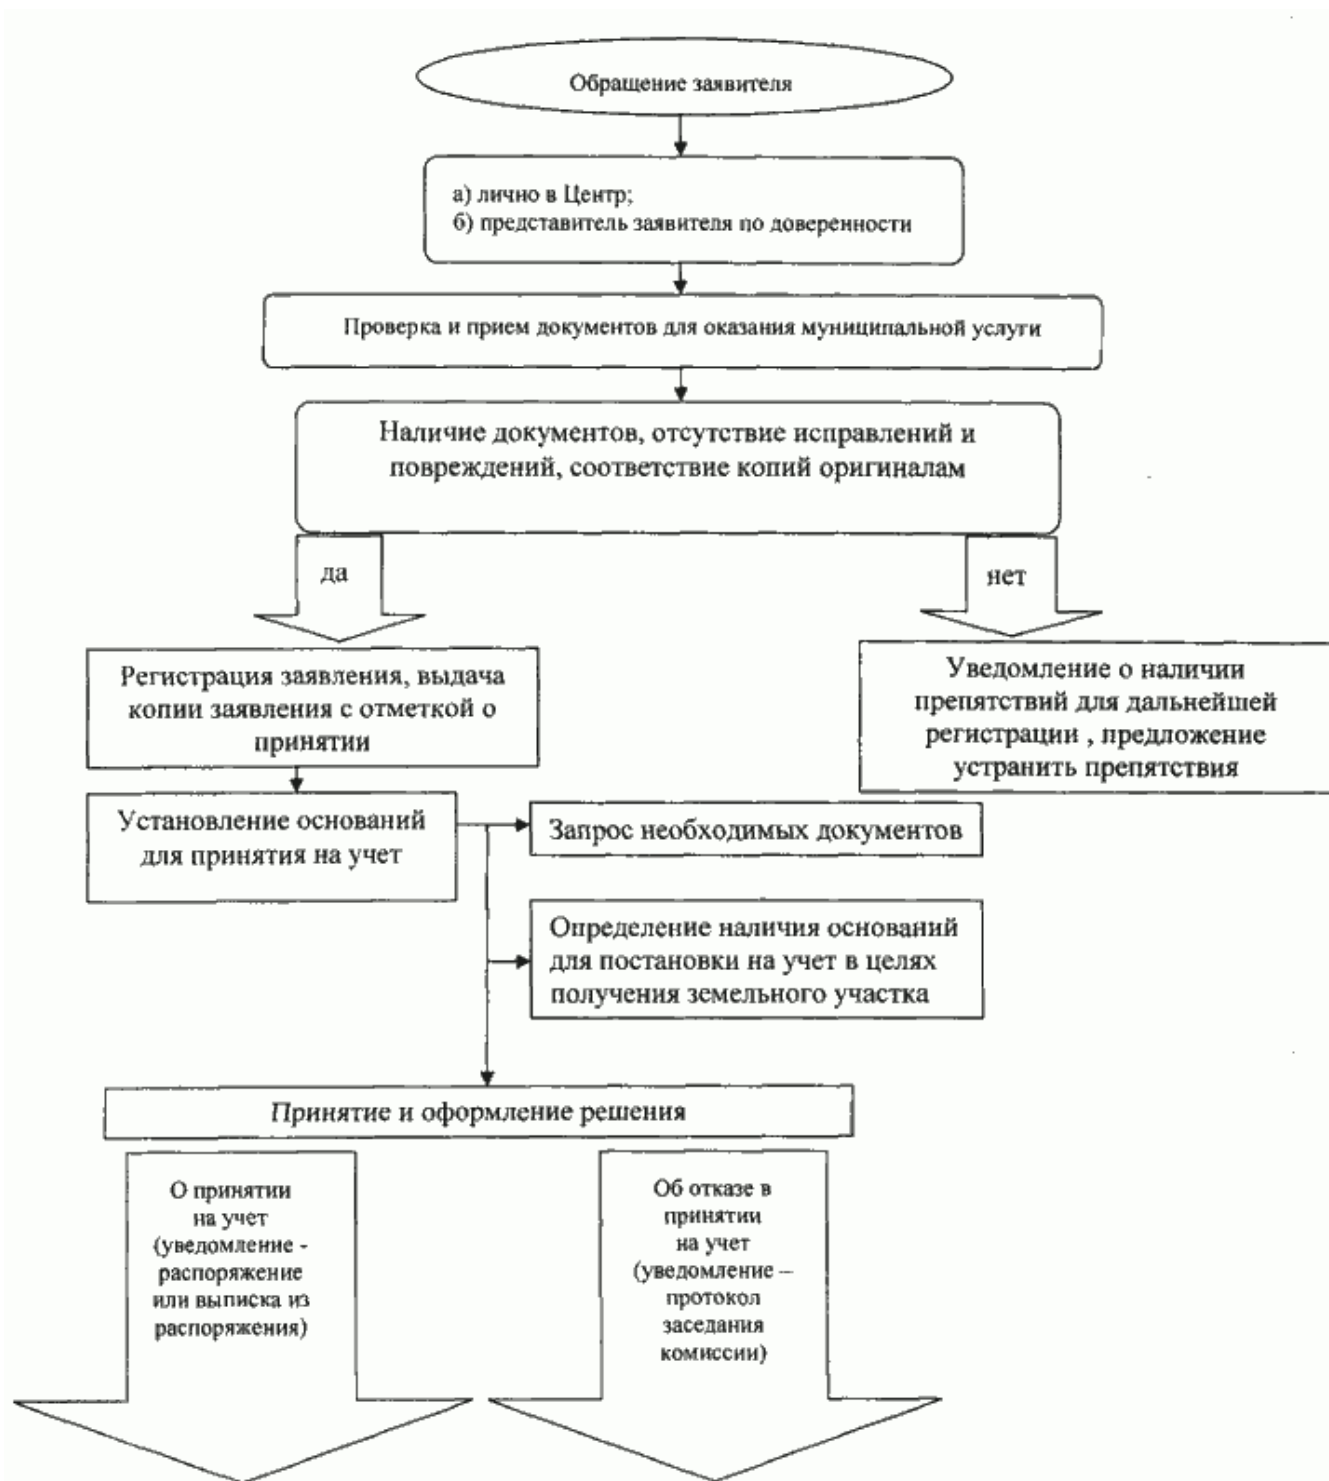 Обращение заявителя
а) лично в Центр;
б) представитель заявителя по доверенности
Проверка и прием документов для оказания муниципальной услуги
Наличие документов, отсутствие исправлений и
повреждений, соответствие копий оригиналам
да
нет
Регистрация заявления, выдача
копии заявления с отметкой о
принятии
Уведомление о наличии
препятствий для дальнейшей
регистрации , предложение
устранить препятствия
Установление оснований
для принятия на учет
Запрос необходимых документов
Определение наличия оснований
для постановки на учет в целях
получения земельного участка
Принятие и оформление решения
О принятии
на учет
(уведомление -
распоряжение
или выписка из
распоряжения)
Об отказе в
принятии
на учет
(уведомление –
протокол
заседания
комиссии)